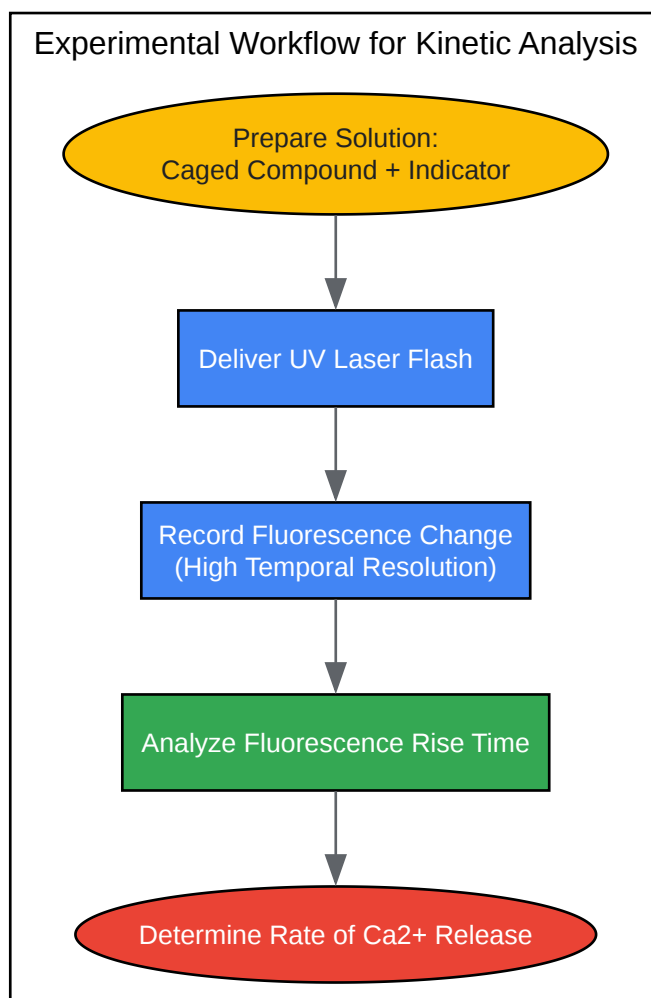 Experimental Workflow for Kinetic Analysis
Prepare Solution:
Caged Compound + Indicator
Deliver UV Laser Flash
Record Fluorescence Change
(High Temporal Resolution)
Analyze Fluorescence Rise Time
Determine Rate of Ca2+ Release